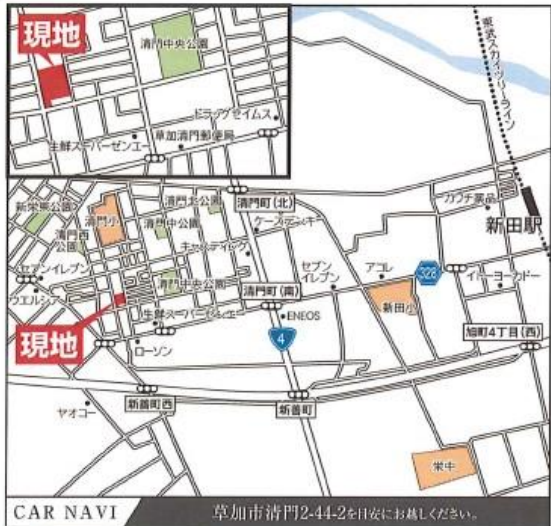 現地
清門中央公園
ドラッグセイムス
生鮮スーパーゼンエー
草加清門郵便局
東武スカイツリーライン
新栄東公園
清門小
清門北公園
清門中公園
清門西公園
清門町(北)
ケーズデンキ
カワチ薬品
新田駅
セブンイレブン
キャンディイク
セブンイレブン
アコレ
328
イトーヨーカドー
ウエルシア
清門中央公園
清門町(南)
新田小
現地
生鮮スーパーゼンエー
ENEOS
旭町4丁目(西)
4
ローソン
新善町西
新善町
ヤオコー
栄中
CAR NAVI
草加市清門2-44-2を目安にお越しください。